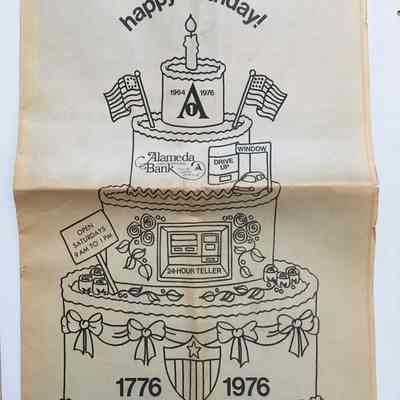 happy birthday!
1964 1976
A
1
Alameda
Bank
DRIVE
UP
WINDOW
OPEN
SATURDAYS
9 AM TO 1 PM
24-HOUR TELLER
1776 1976